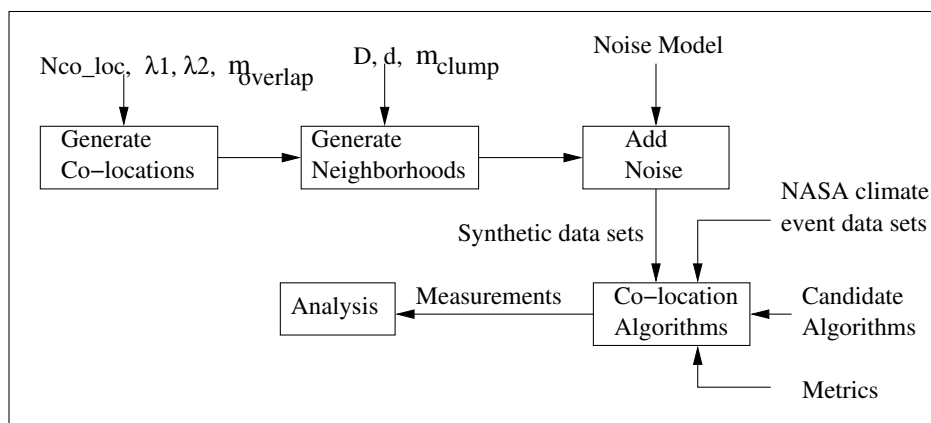 Noise Model
Nco_loc, λ1, λ2, m overlap
D, d, m clump
Generate
Co−locations
Generate
Neighborhoods
Add
Noise
NASA climate
event data sets
Synthetic data sets
Analysis
Measurements
Co−location
Algorithms
Candidate
Algorithms
Metrics